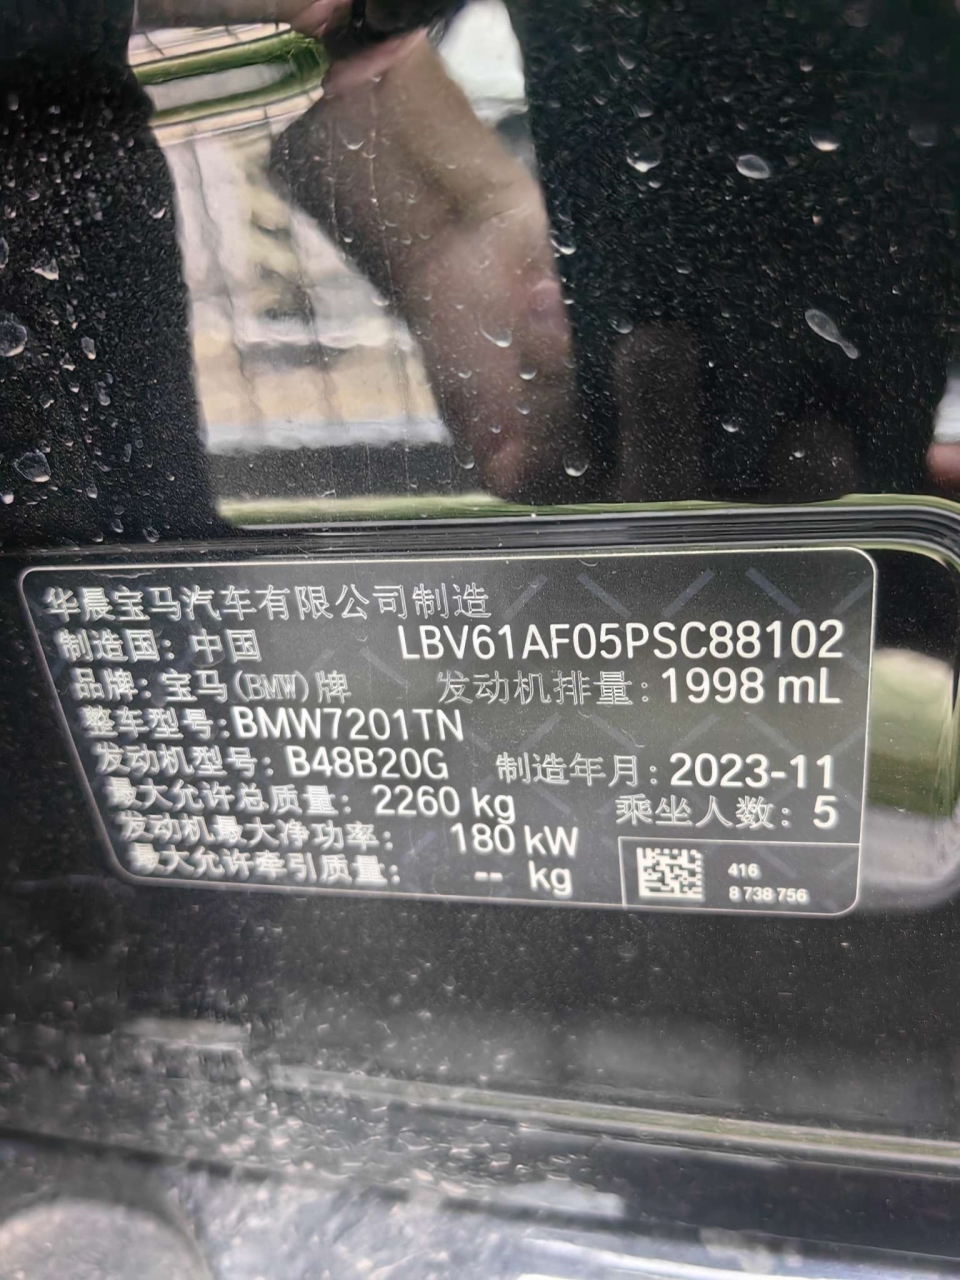 华晨宝马汽车有限公司制造
制造国：中国 LBV61AF05PSC88102
品牌：宝马(BMW)牌 发动机排量：1998 mL
整车型号：BMW7201TN
发动机型号：B48B20G 制造年月：2023-11
最大允许总质量：2260 kg 乘坐人数：5
发动机最大净功率：180 kW
最大允许牵引质量：-- kg
416
8 738 756